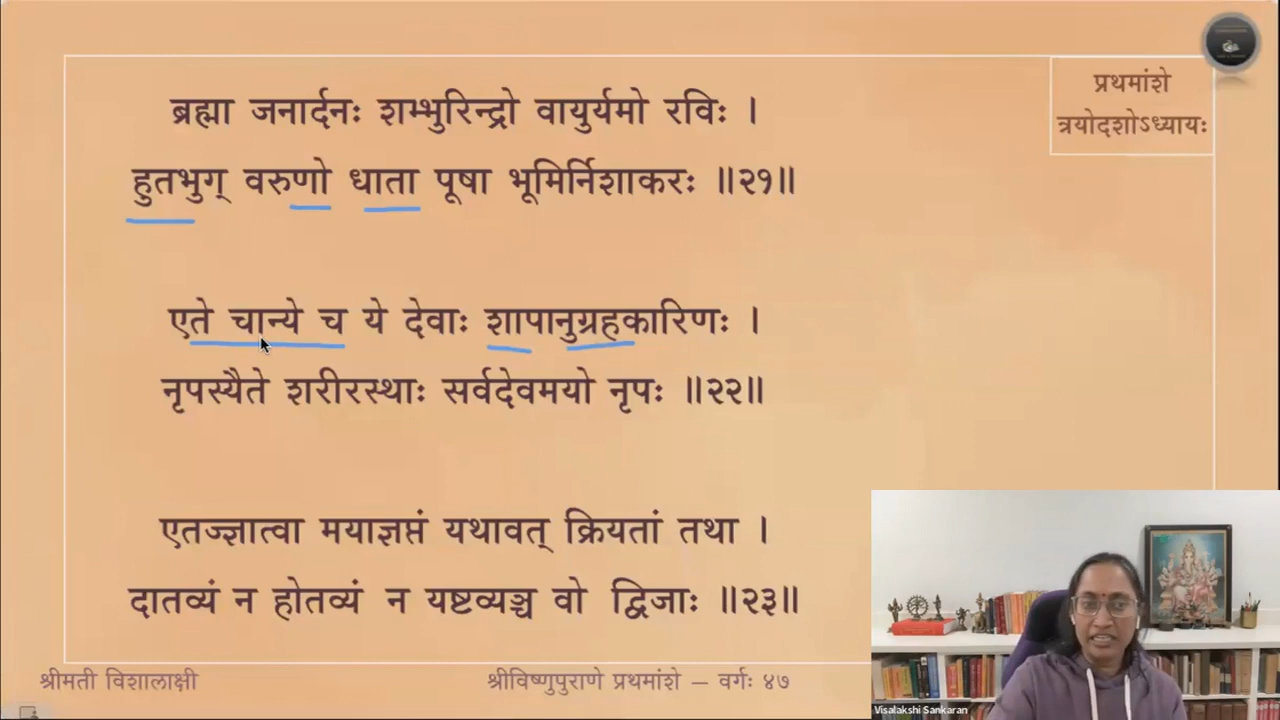 प्रथमांशे
त्रयोदशोऽध्यायः
ब्रह्मा जनार्दनः शम्भुरिन्द्रो वायुर्यमो रविः ।
हुतभुग् वरुणो धाता पूषा भूमिर्निशाकरः ॥२१॥
एते चान्ये च ये देवाः शापानुग्रहकारिणः ।
नृपस्यैते शरीरस्थाः सर्वदेवमयो नृपः ॥२२॥
एतज्ज्ञात्वा मयाज्ञप्तं यथावत् क्रियतां तथा ।
दातव्यं न होतव्यं न यष्टव्यञ्च वो द्विजाः ॥२३॥
श्रीमती विशालाक्षी
श्रीविष्णुपुराणे प्रथमांशे – वर्गः ४७
Visalakshi Sankaran